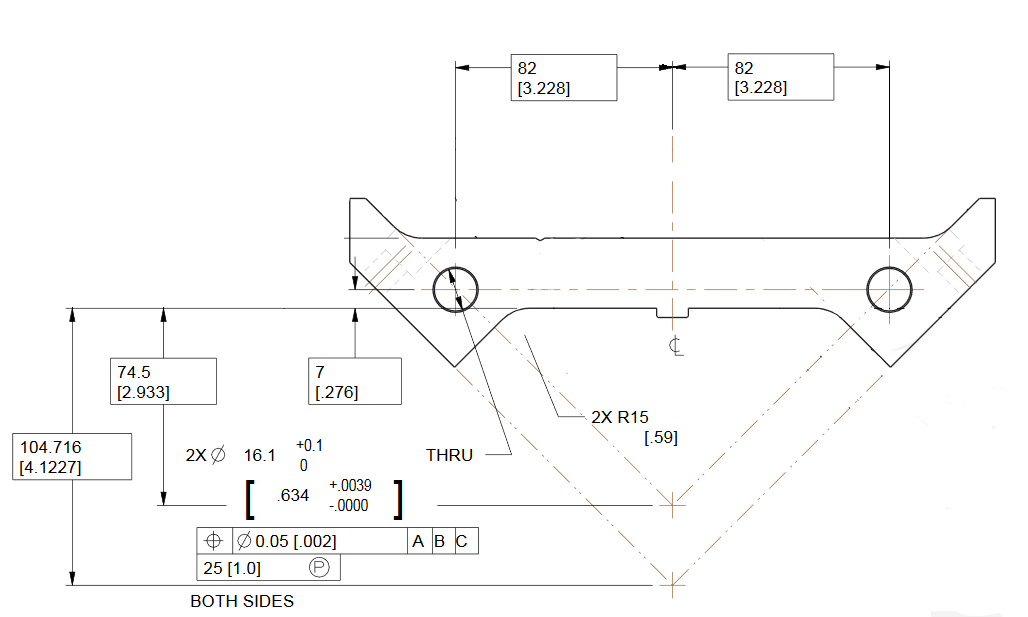 82
[3.228]
82
[3.228]
74.5
[2.933]
7
[.276]
2X R15
[.59]
104.716
[4.1227]
2X ∅ 16.1 +0.1
0
THRU
[ .634 +.0039
-.0000 ]
⌖ ∅ 0.05 [.002] A B C
25 [1.0] Ⓟ
BOTH SIDES
℄